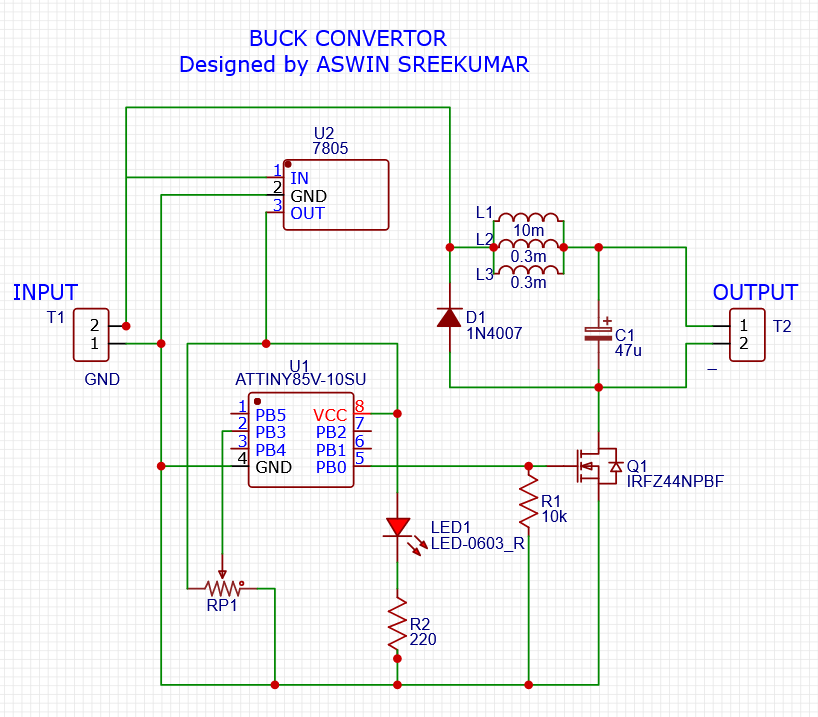 BUCK CONVERTOR
Designed by ASWIN SREEKUMAR
U2
7805
1 IN
2 GND
3 OUT
L1
10m
L2
0.3m
L3
0.3m
INPUT
T1
2
1
GND
D1
1N4007
+
C1
47u
OUTPUT
1
2
T2
_
U1
ATTINY85V-10SU
1 PB5 VCC 8
2 PB3 PB2 7
3 PB4 PB1 6
4 GND PB0 5
Q1
IRFZ44NPBF
R1
10k
LED1
LED-0603_R
RP1
R2
220